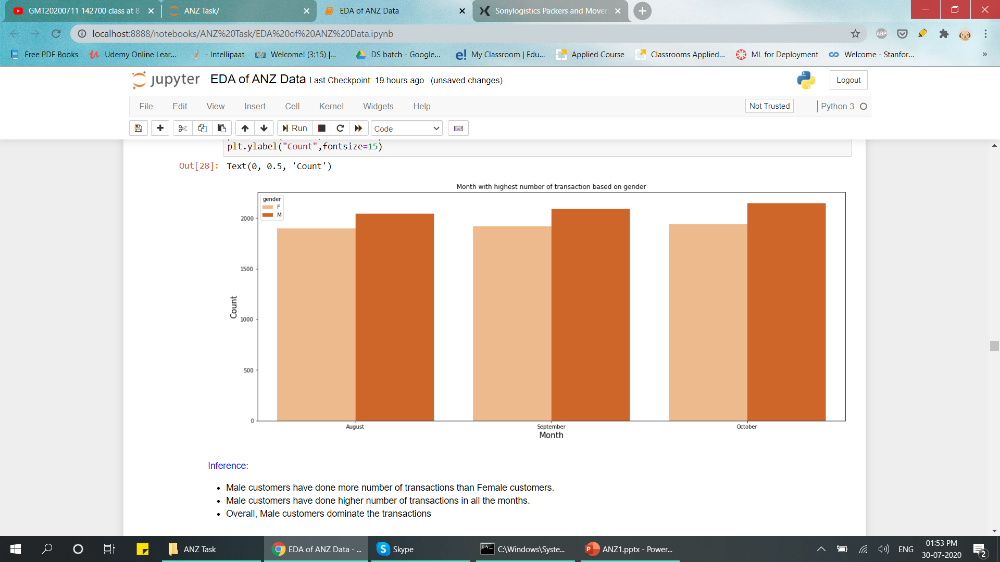 GMT20200711 142700 class at 8
ANZ Task/
EDA of ANZ Data
Sonylogistics Packers and Mover
localhost:8888/notebooks/ANZ%20Task/EDA%20of%20ANZ%20Data.ipynb
ABP
Free PDF Books
Udemy Online Lear...
- Intellipaat
Welcome! (3:15) |...
DS batch - Google...
e! My Classroom | Edu...
Applied Course
Classrooms Applied...
ML for Deployment
Welcome - Stanfor...
»
jupyter EDA of ANZ Data Last Checkpoint: 19 hours ago (unsaved changes)
Logout
File Edit View Insert Cell Kernel Widgets Help
Not Trusted
Python 3
Run
Code
plt.ylabel("Count",fontsize=15)
Out[28]: Text(0, 0.5, 'Count')
Month with highest number of transaction based on gender
gender
F
M
2000
1500
1000
500
0
Count
August September October
Month
Inference:
• Male customers have done more number of transactions than Female customers.
• Male customers have done higher number of transactions in all the months.
• Overall, Male customers dominate the transactions
ANZ Task
EDA of ANZ Data - ...
Skype
C:\Windows\Syste...
ANZ1.pptx - Power...
ENG
01:53 PM
30-07-2020
2